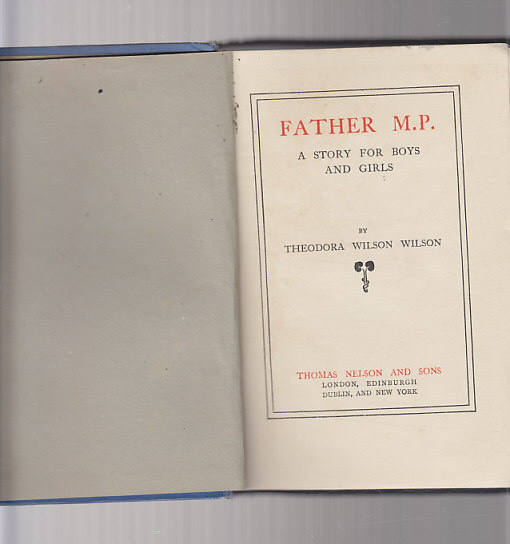 FATHER M.P.
A STORY FOR BOYS
AND GIRLS
BY
THEODORA WILSON WILSON
THOMAS NELSON AND SONS
LONDON, EDINBURGH
DUBLIN, AND NEW YORK